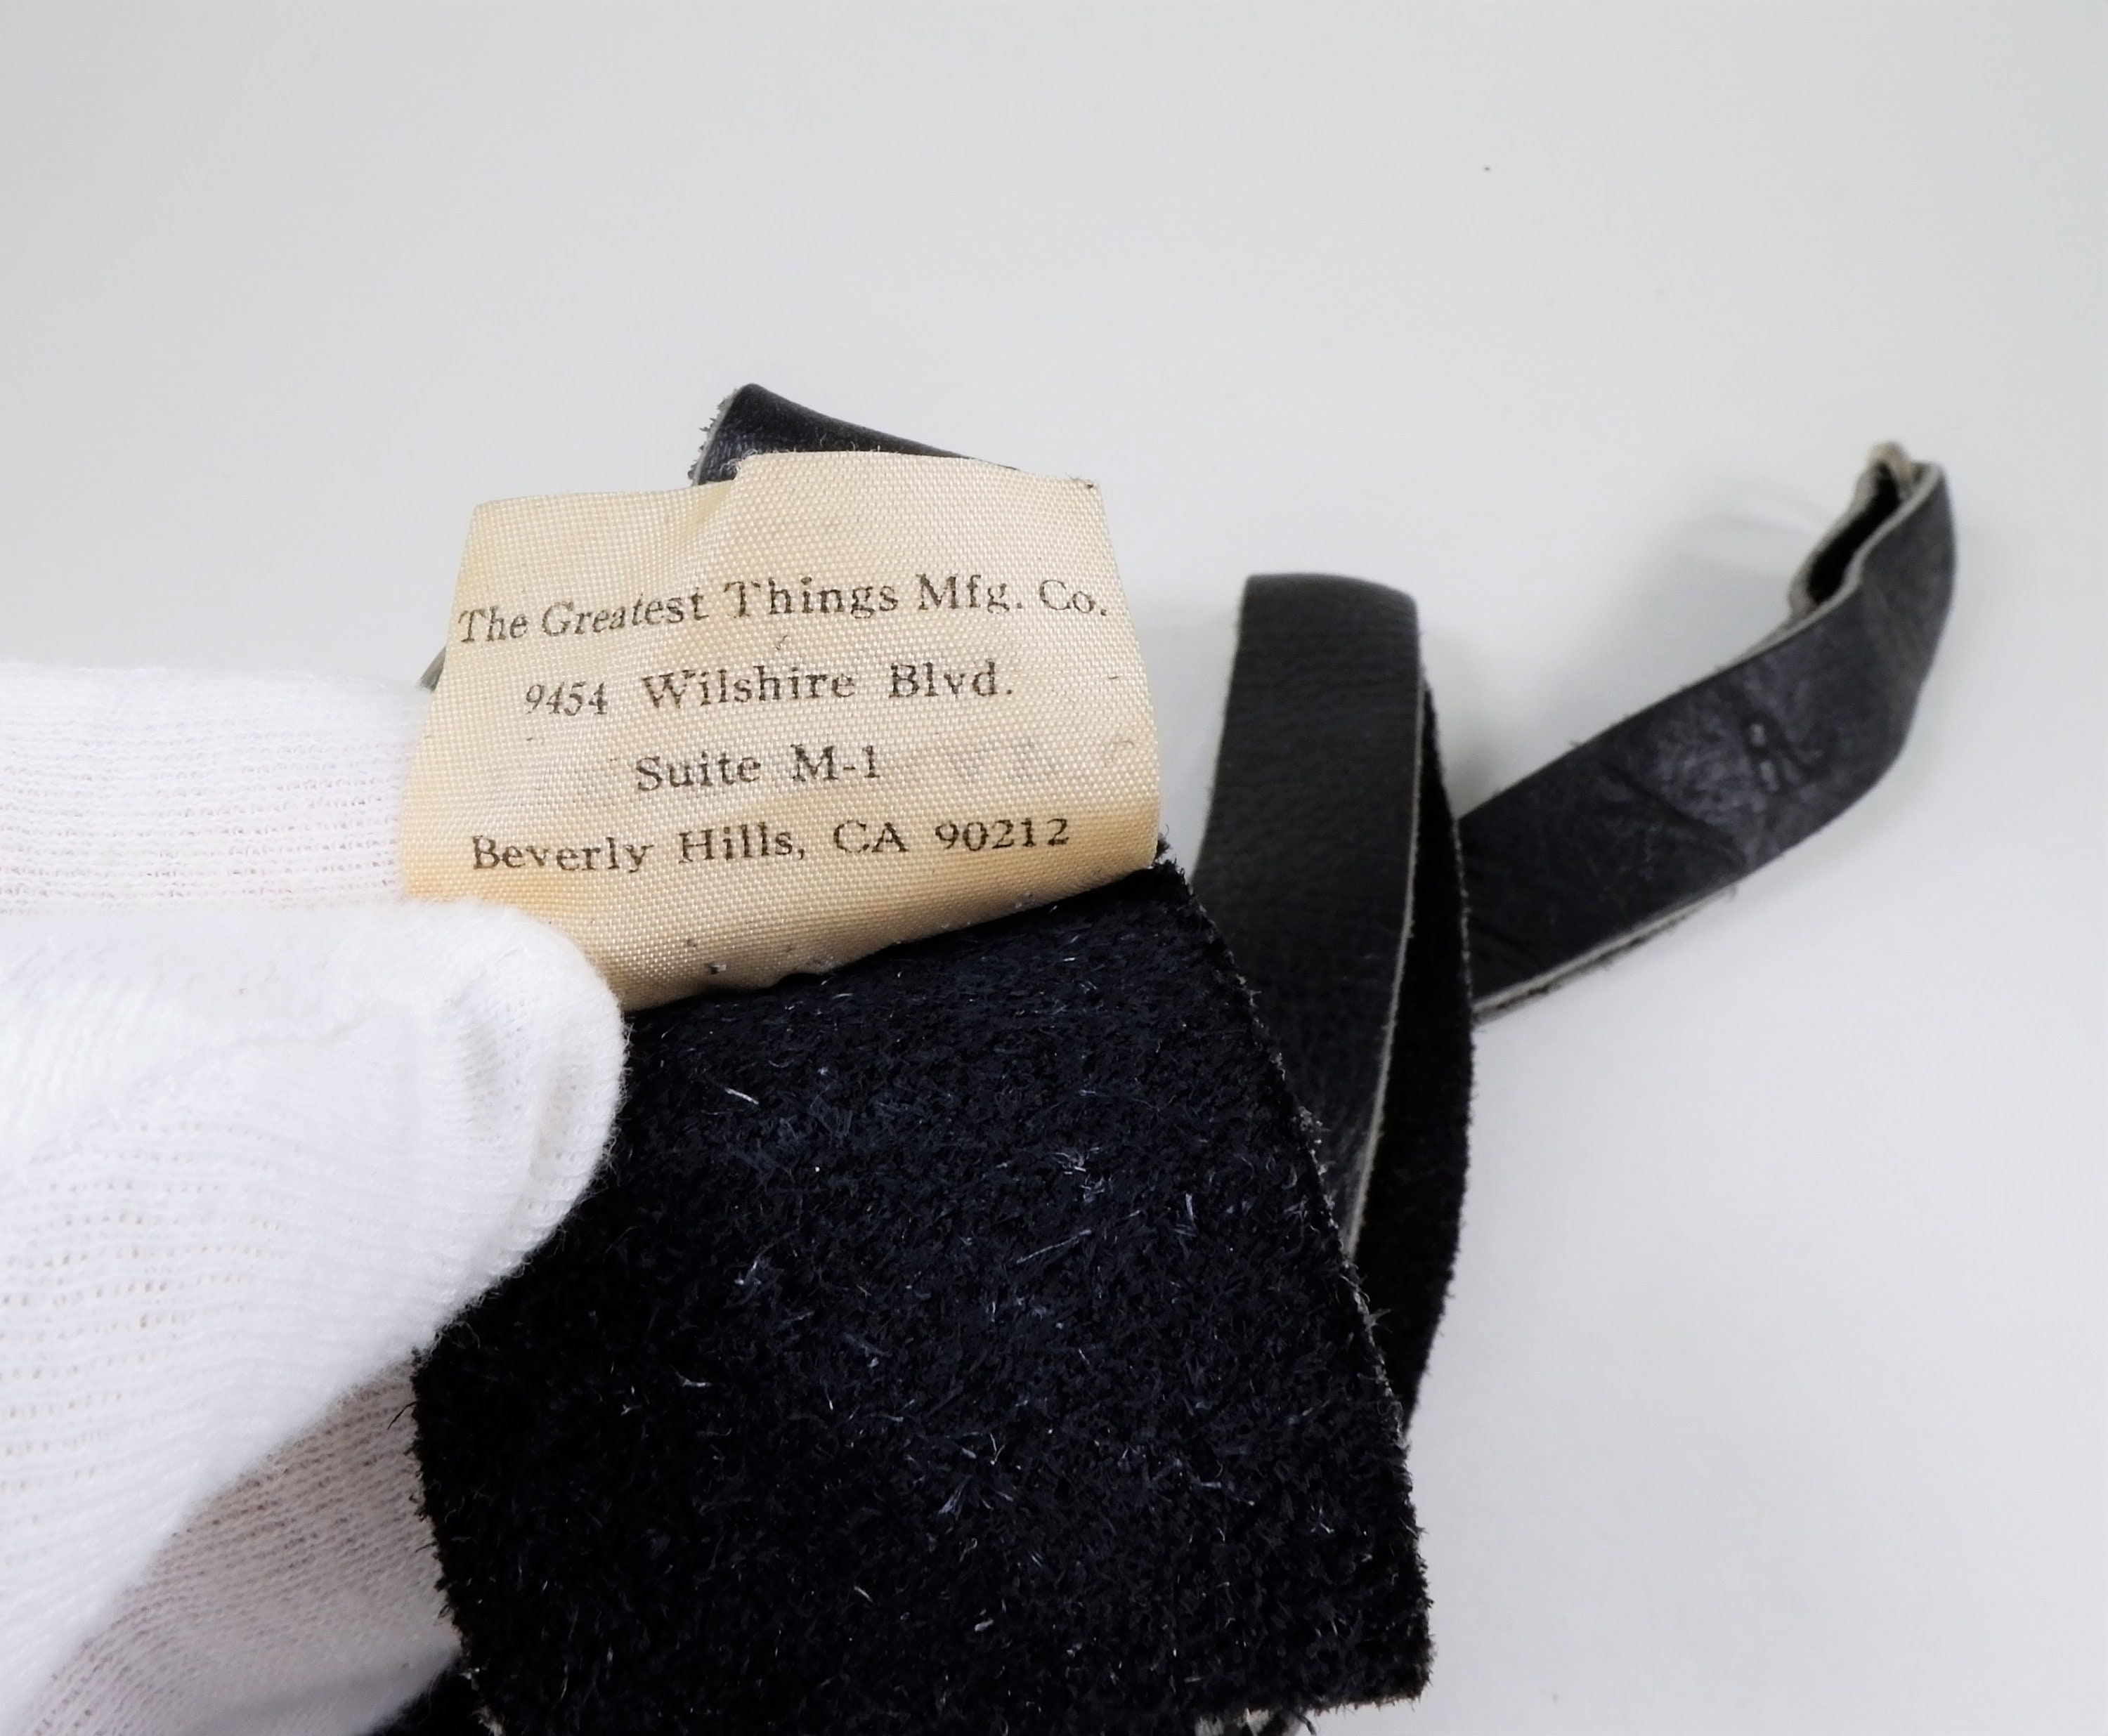 The Greatest Things Mfg. Co.
9454 Wilshire Blvd.
Suite M-1
Beverly Hills, CA 90212